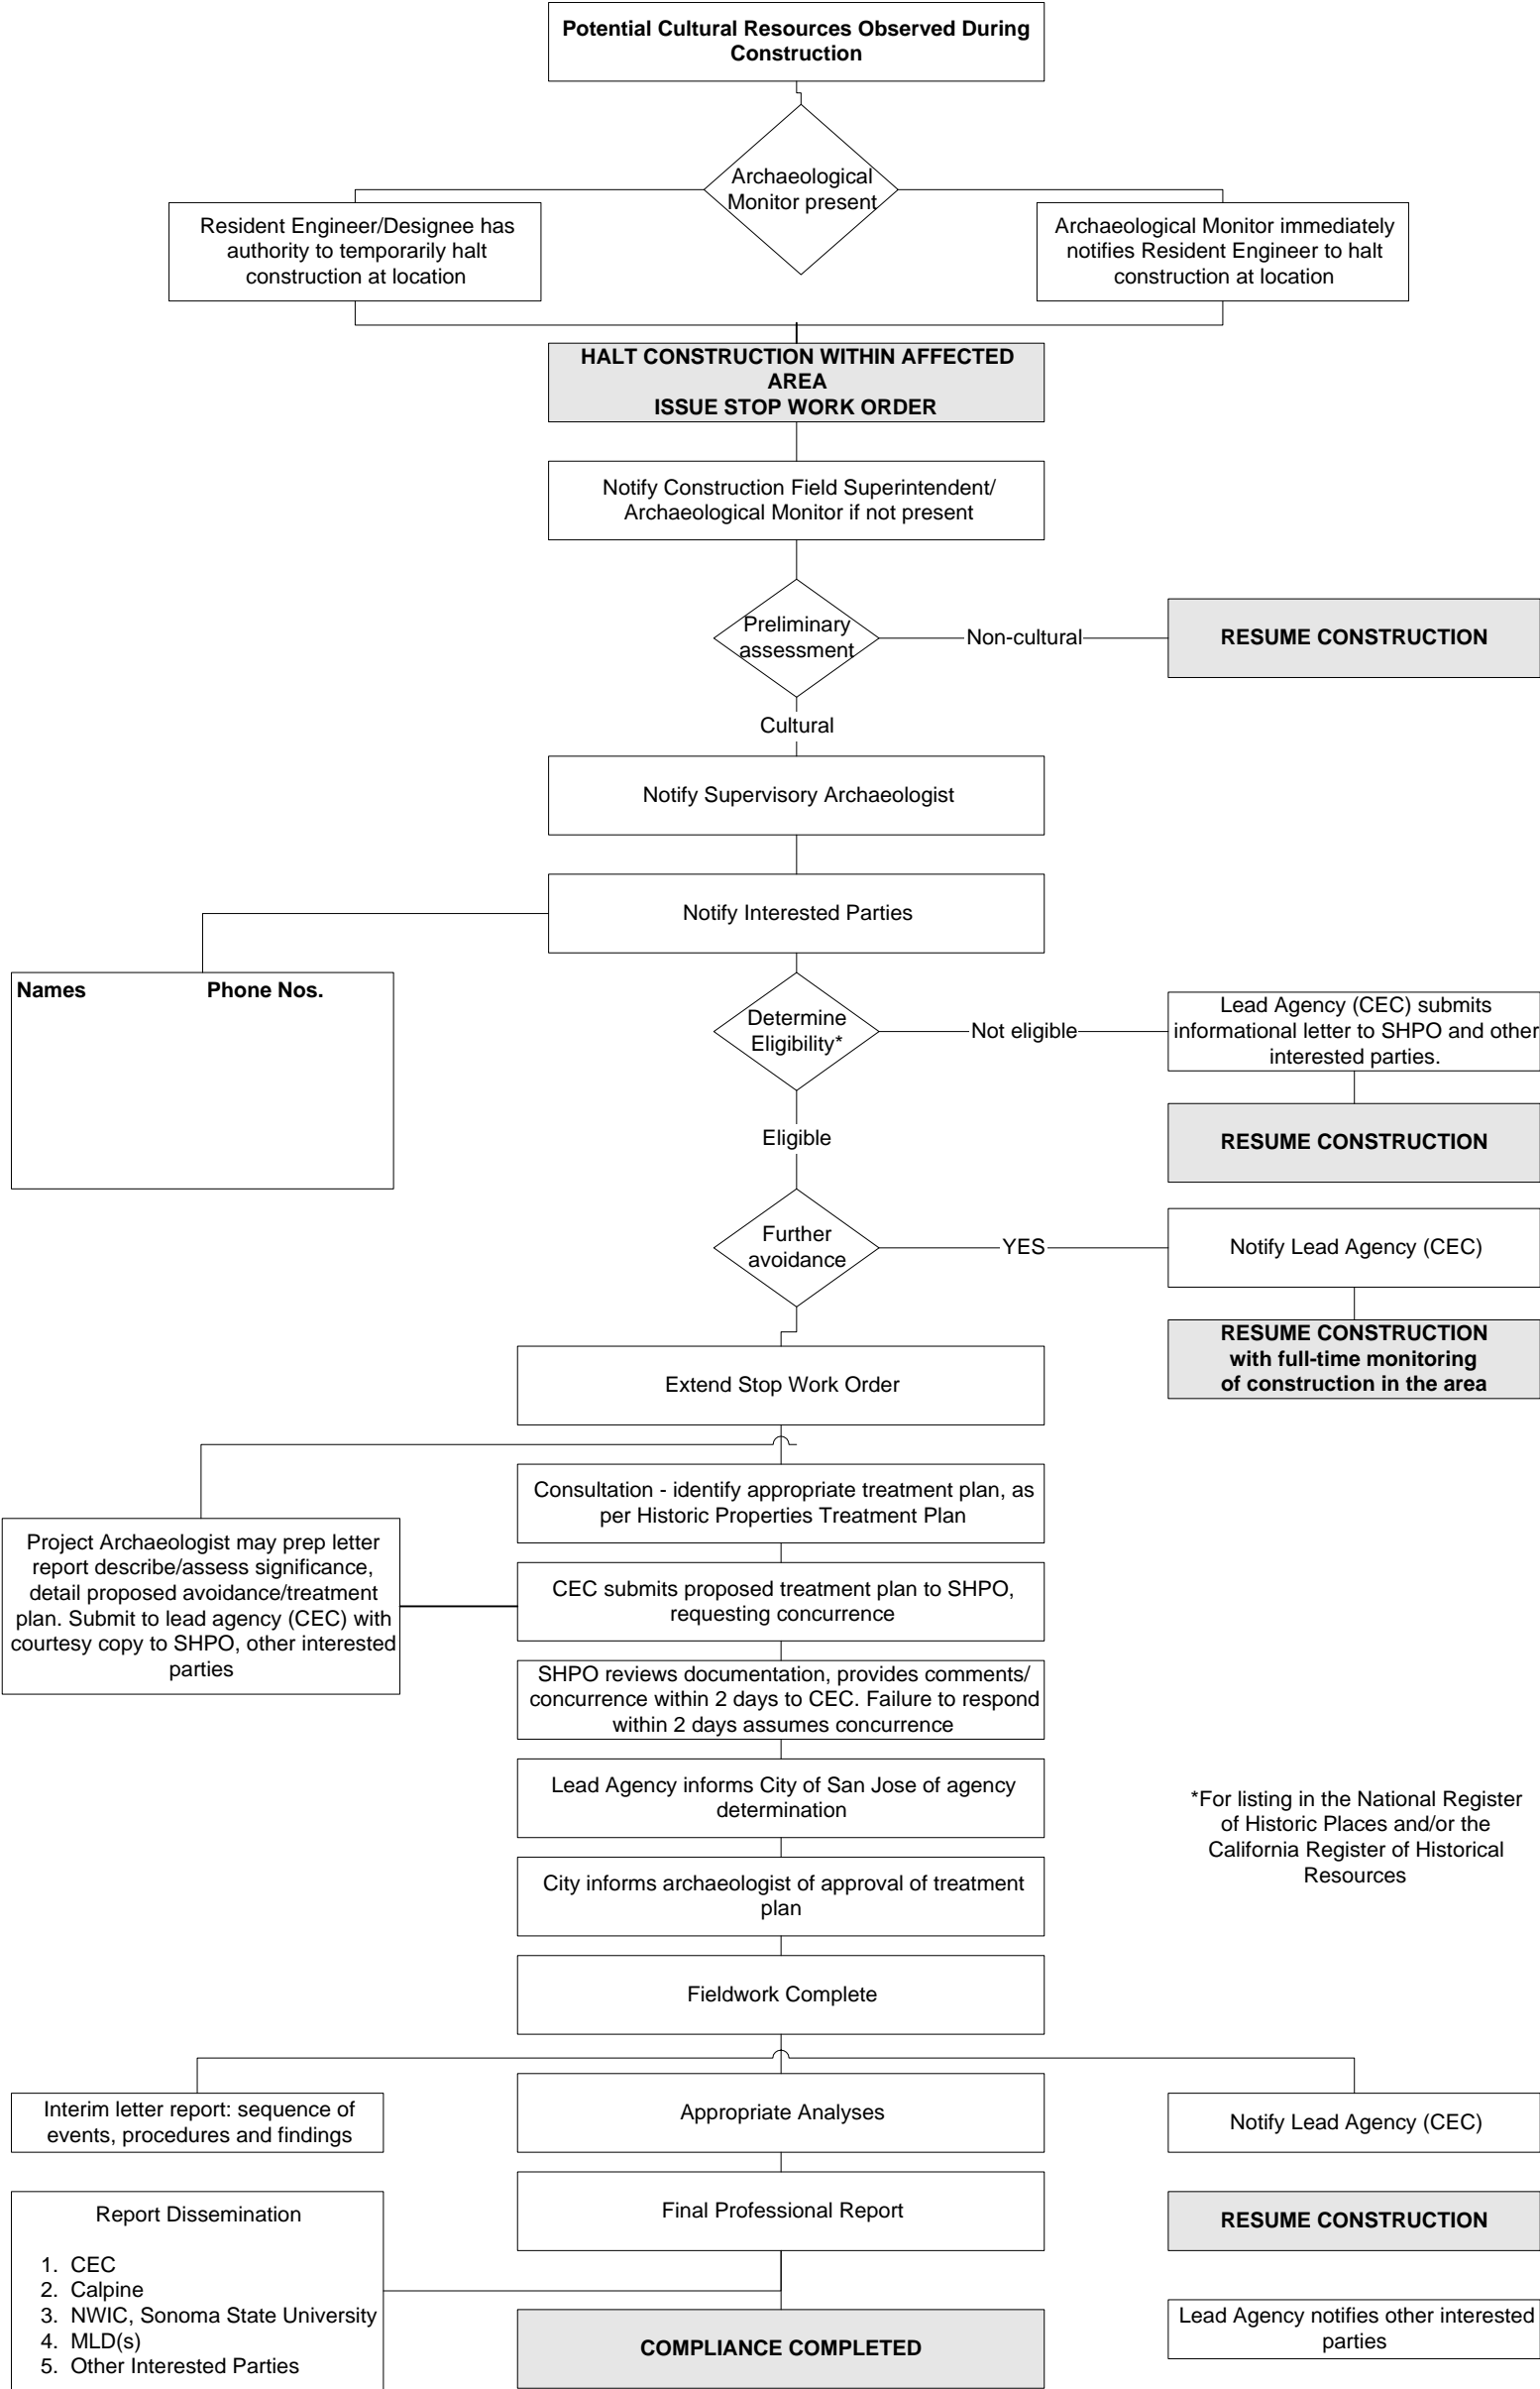 Potential Cultural Resources Observed During
Construction
Archaeological
Monitor present
Resident Engineer/Designee has
authority to temporarily halt
construction at location
Archaeological Monitor immediately
notifies Resident Engineer to halt
construction at location
HALT CONSTRUCTION WITHIN AFFECTED
AREA
ISSUE STOP WORK ORDER
Notify Construction Field Superintendent/
Archaeological Monitor if not present
Preliminary
assessment
Non-cultural
RESUME CONSTRUCTION
Cultural
Notify Supervisory Archaeologist
Notify Interested Parties
Names Phone Nos.
Determine
Eligibility*
Not eligible
Lead Agency (CEC) submits
informational letter to SHPO and other
interested parties.
RESUME CONSTRUCTION
Eligible
Further
avoidance
YES
Notify Lead Agency (CEC)
RESUME CONSTRUCTION
with full-time monitoring
of construction in the area
Extend Stop Work Order
Consultation - identify appropriate treatment plan, as
per Historic Properties Treatment Plan
Project Archaeologist may prep letter
report describe/assess significance,
detail proposed avoidance/treatment
plan. Submit to lead agency (CEC) with
courtesy copy to SHPO, other interested
parties
CEC submits proposed treatment plan to SHPO,
requesting concurrence
SHPO reviews documentation, provides comments/
concurrence within 2 days to CEC. Failure to respond
within 2 days assumes concurrence
Lead Agency informs City of San Jose of agency
determination
*For listing in the National Register
of Historic Places and/or the
California Register of Historical
Resources
City informs archaeologist of approval of treatment
plan
Fieldwork Complete
Interim letter report: sequence of
events, procedures and findings
Appropriate Analyses
Notify Lead Agency (CEC)
Report Dissemination
1. CEC
2. Calpine
3. NWIC, Sonoma State University
4. MLD(s)
5. Other Interested Parties
Final Professional Report
RESUME CONSTRUCTION
COMPLIANCE COMPLETED
Lead Agency notifies other interested
parties